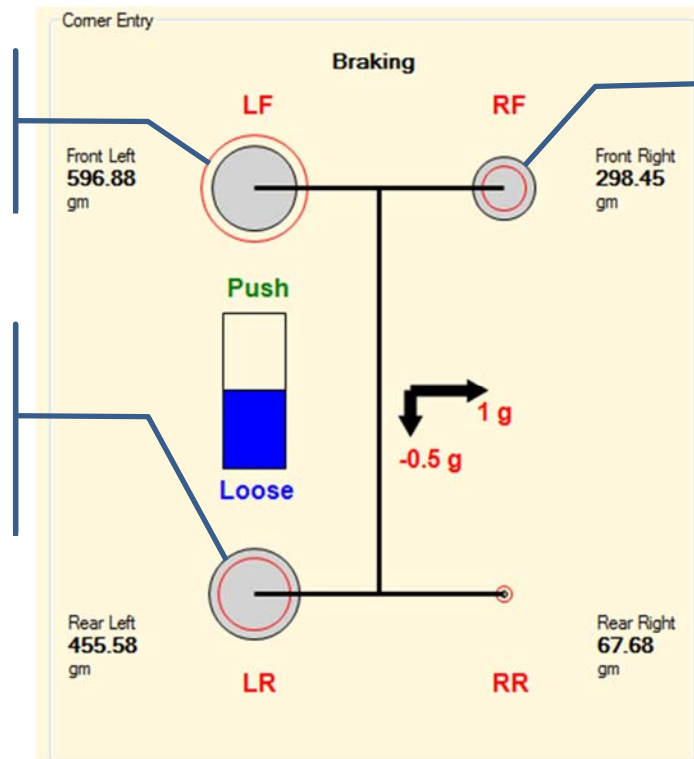 Corner Entry
Braking
LF
RF
Front Left
596.88
gm
Front Right
298.45
gm
Push
1 g
-0.5 g
Loose
Rear Left
455.58
gm
Rear Right
67.68
gm
LR
RR